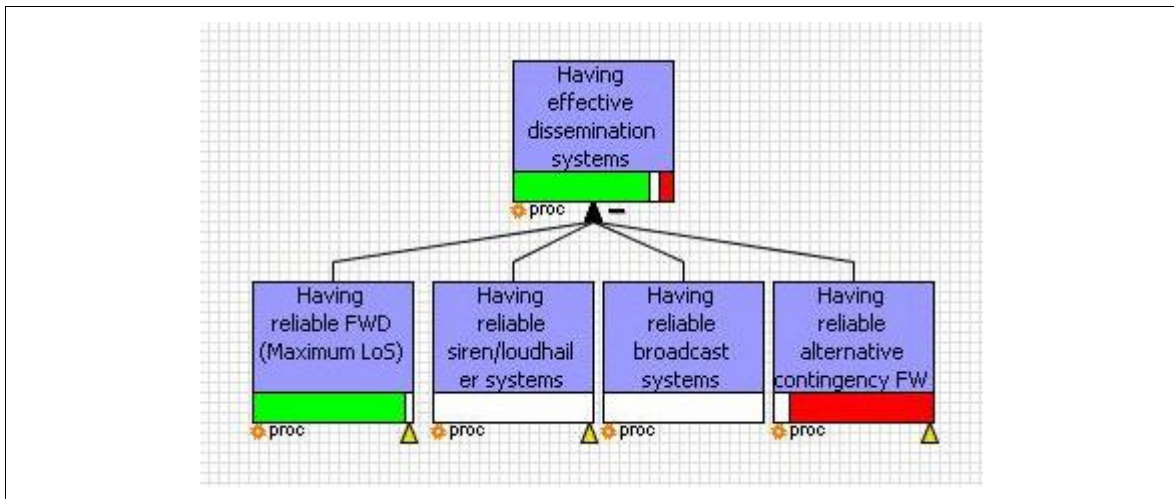 Having
effective
dissemination
systems
proc
Having
reliable FWD
(Maximum LoS)
proc
Having
reliable
siren/loudhail
er systems
proc
Having
reliable
broadcast
systems
proc
Having
reliable
alternative
contingency FW
proc